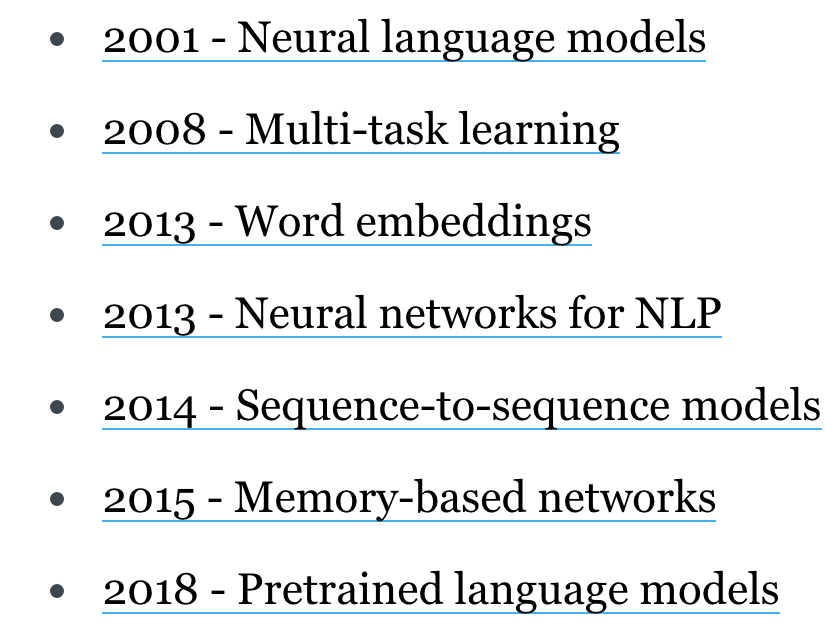 2001 - Neural language models
2008 - Multi-task learning
2013 - Word embeddings
2013 - Neural networks for NLP
2014 - Sequence-to-sequence models
2015 - Memory-based networks
2018 - Pretrained language models